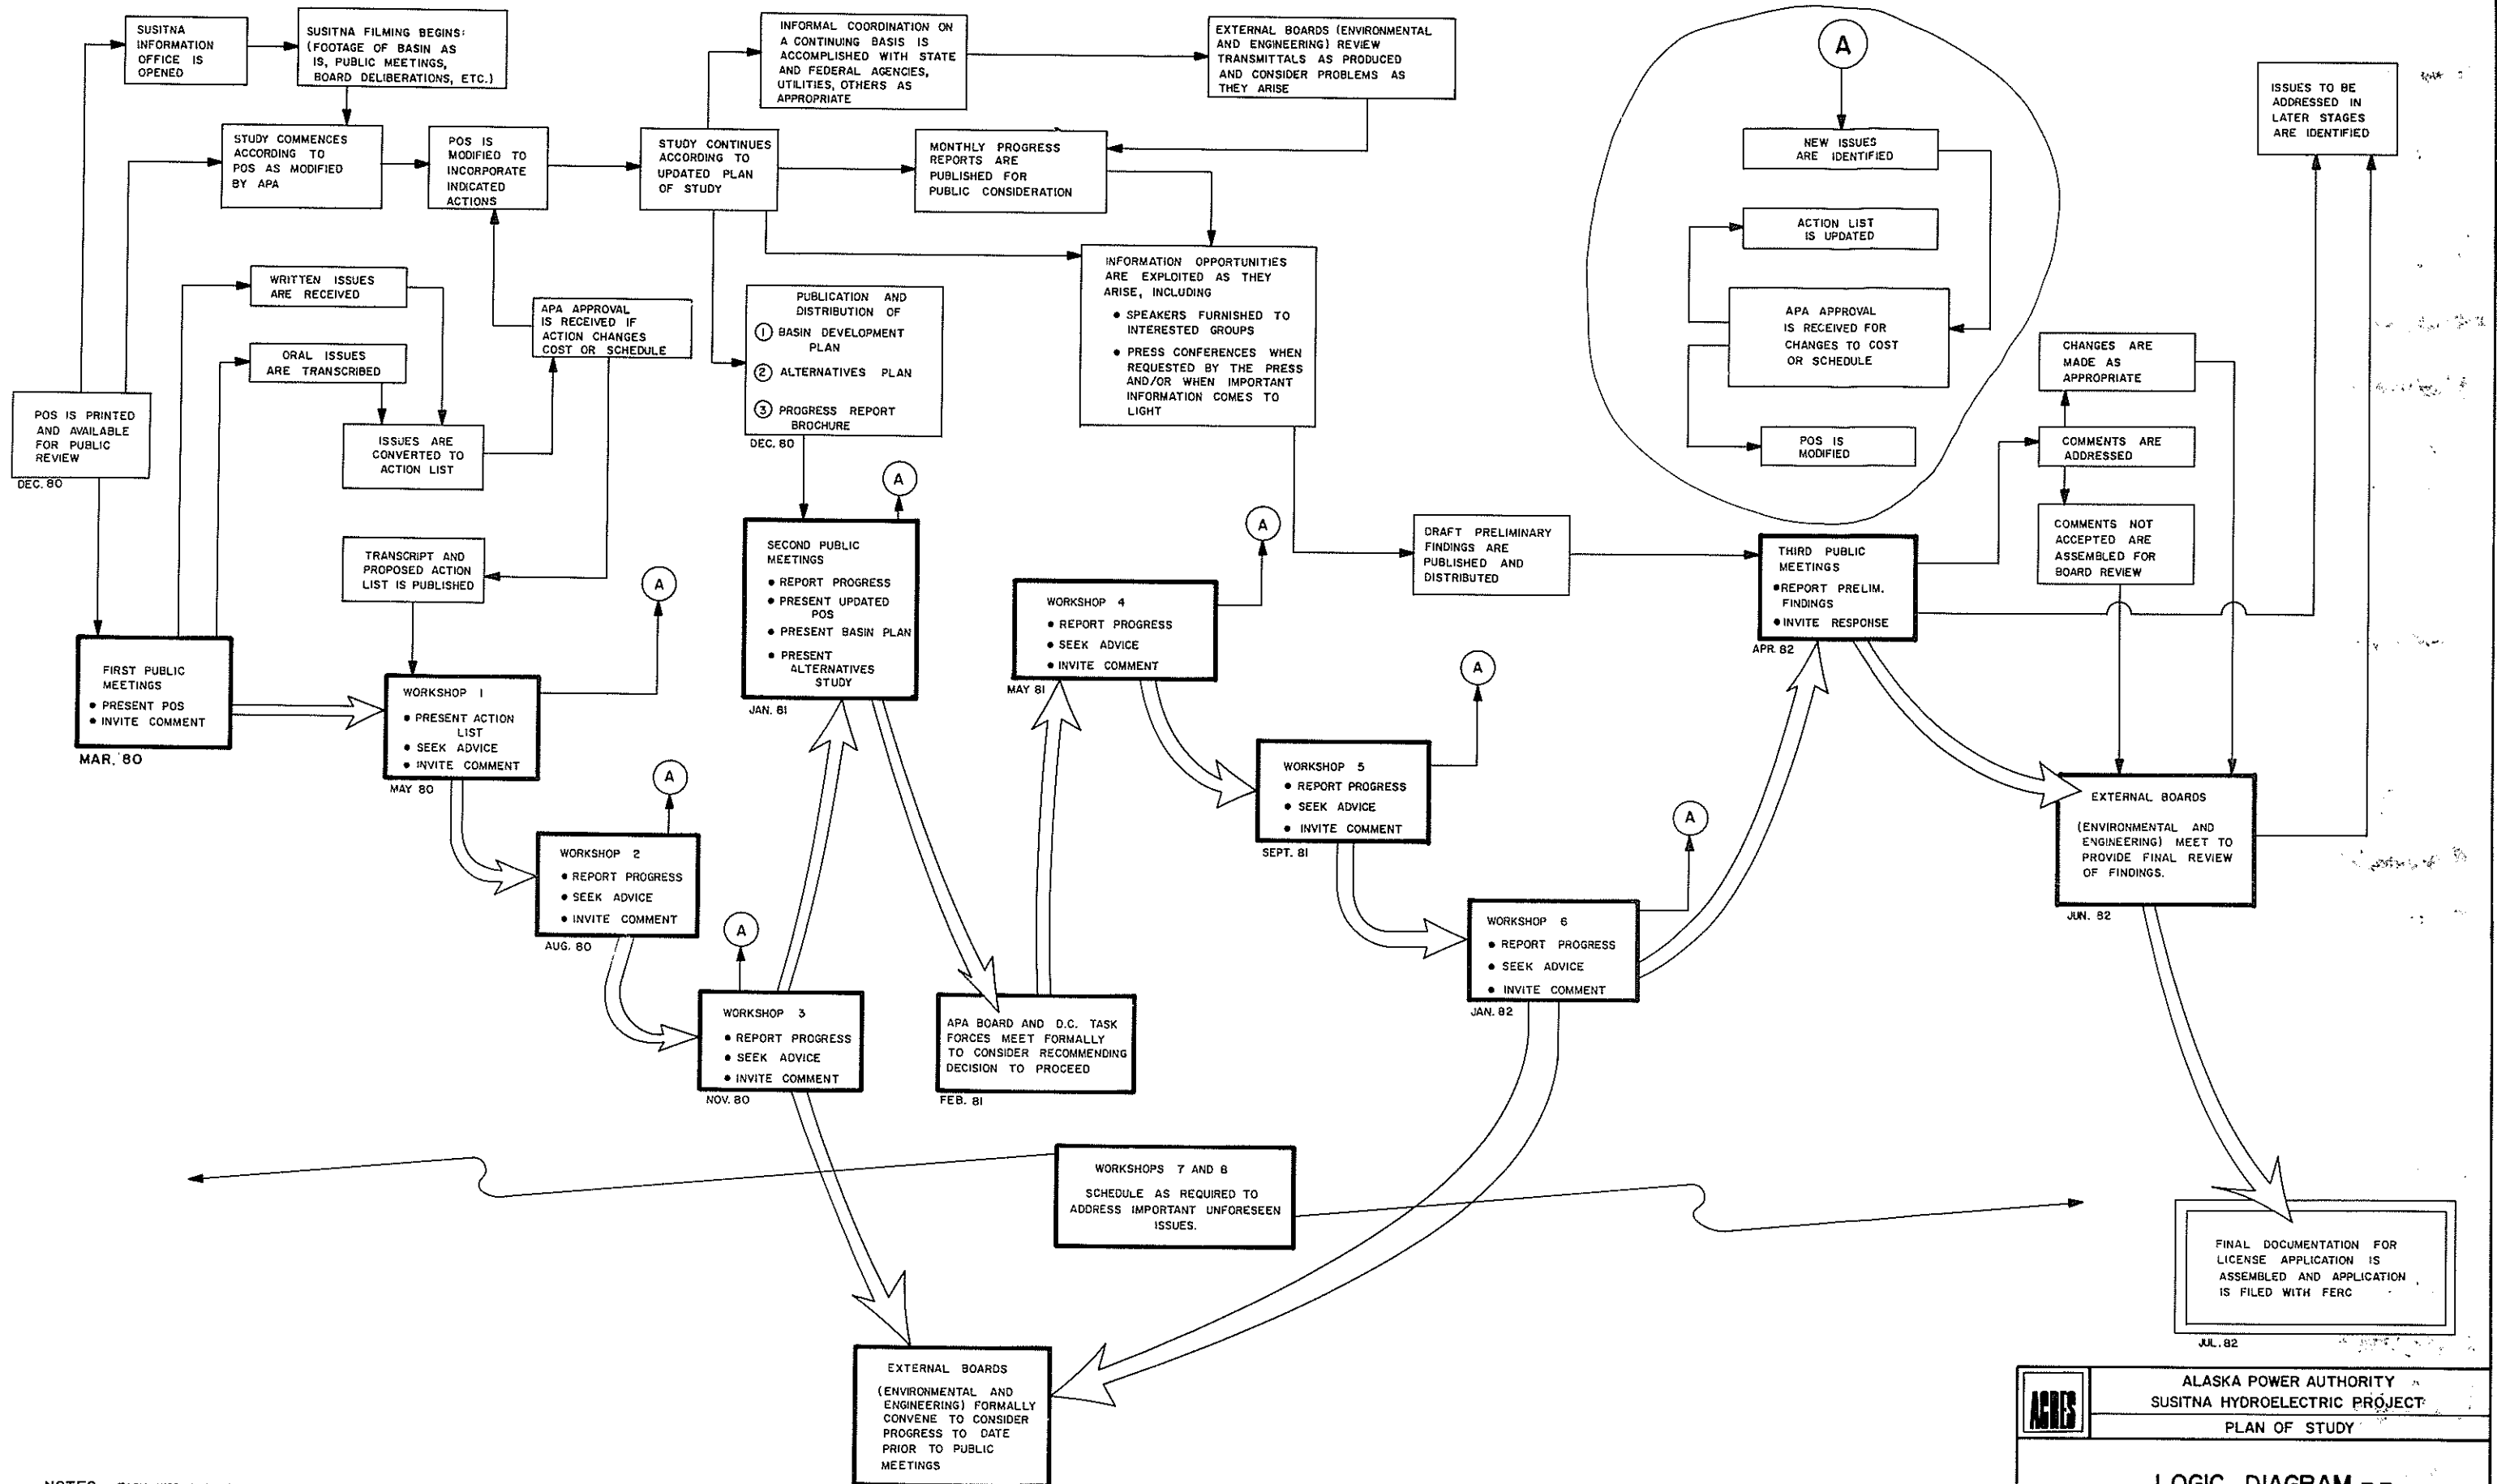 SUSITNA
INFORMATION
OFFICE IS
OPENED
SUSITNA FILMING BEGINS:
(FOOTAGE OF BASIN AS
IS, PUBLIC MEETINGS,
BOARD DELIBERATIONS, ETC.)
INFORMAL COORDINATION ON
A CONTINUING BASIS IS
ACCOMPLISHED WITH STATE
AND FEDERAL AGENCIES,
UTILITIES, OTHERS AS
APPROPRIATE
EXTERNAL BOARDS (ENVIRONMENTAL
AND ENGINEERING) REVIEW
TRANSMITTALS AS PRODUCED
AND CONSIDER PROBLEMS AS
THEY ARISE
STUDY COMMENCES
ACCORDING TO
POS AS MODIFIED
BY APA
POS IS
MODIFIED TO
INCORPORATE
INDICATED
ACTIONS
STUDY CONTINUES
ACCORDING TO
UPDATED PLAN
OF STUDY
MONTHLY PROGRESS
REPORTS ARE
PUBLISHED FOR
PUBLIC CONSIDERATION
A
NEW ISSUES
ARE IDENTIFIED
ACTION LIST
IS UPDATED
APA APPROVAL
IS RECEIVED FOR
CHANGES TO COST
OR SCHEDULE
POS IS
MODIFIED
ISSUES TO BE
ADDRESSED IN
LATER STAGES
ARE IDENTIFIED
WRITTEN ISSUES
ARE RECEIVED
ORAL ISSUES
ARE TRANSCRIBED
APA APPROVAL
IS RECEIVED IF
ACTION CHANGES
COST OR SCHEDULE
PUBLICATION AND
DISTRIBUTION OF
1 BASIN DEVELOPMENT
PLAN
2 ALTERNATIVES PLAN
3 PROGRESS REPORT
BROCHURE
DEC. 80
INFORMATION OPPORTUNITIES
ARE EXPLOITED AS THEY
ARISE, INCLUDING
• SPEAKERS FURNISHED TO
INTERESTED GROUPS
• PRESS CONFERENCES WHEN
REQUESTED BY THE PRESS
AND/OR WHEN IMPORTANT
INFORMATION COMES TO
LIGHT
CHANGES ARE
MADE AS
APPROPRIATE
COMMENTS ARE
ADDRESSED
COMMENTS NOT
ACCEPTED ARE
ASSEMBLED FOR
BOARD REVIEW
POS IS PRINTED
AND AVAILABLE
FOR PUBLIC
REVIEW
DEC. 80
ISSUES ARE
CONVERTED TO
ACTION LIST
TRANSCRIPT AND
PROPOSED ACTION
LIST IS PUBLISHED
A
A
A
SECOND PUBLIC
MEETINGS
• REPORT PROGRESS
• PRESENT UPDATED
POS
• PRESENT BASIN PLAN
• PRESENT
ALTERNATIVES
STUDY
JAN. 81
DRAFT PRELIMINARY
FINDINGS ARE
PUBLISHED AND
DISTRIBUTED
THIRD PUBLIC
MEETINGS
• REPORT PRELIM.
FINDINGS
• INVITE RESPONSE
APR. 82
WORKSHOP 4
• REPORT PROGRESS
• SEEK ADVICE
• INVITE COMMENT
MAY 81
FIRST PUBLIC
MEETINGS
• PRESENT POS
• INVITE COMMENT
MAR. '80
WORKSHOP 1
• PRESENT ACTION
LIST
• SEEK ADVICE
• INVITE COMMENT
MAY 80
A
A
WORKSHOP 5
• REPORT PROGRESS
• SEEK ADVICE
• INVITE COMMENT
SEPT. 81
A
EXTERNAL BOARDS
(ENVIRONMENTAL AND
ENGINEERING) MEET TO
PROVIDE FINAL REVIEW
OF FINDINGS.
JUN. 82
WORKSHOP 2
• REPORT PROGRESS
• SEEK ADVICE
• INVITE COMMENT
AUG. 80
A
WORKSHOP 6
• REPORT PROGRESS
• SEEK ADVICE
• INVITE COMMENT
JAN. 82
WORKSHOP 3
• REPORT PROGRESS
• SEEK ADVICE
• INVITE COMMENT
NOV. 80
APA BOARD AND D.C. TASK
FORCES MEET FORMALLY
TO CONSIDER RECOMMENDING
DECISION TO PROCEED
FEB. 81
WORKSHOPS 7 AND 8
SCHEDULE AS REQUIRED TO
ADDRESS IMPORTANT UNFORESEEN
ISSUES.
FINAL DOCUMENTATION FOR
LICENSE APPLICATION IS
ASSEMBLED AND APPLICATION
IS FILED WITH FERC
JUL. 82
EXTERNAL BOARDS
(ENVIRONMENTAL AND
ENGINEERING) FORMALLY
CONVENE TO CONSIDER
PROGRESS TO DATE
PRIOR TO PUBLIC
MEETINGS
ACRES
ALASKA POWER AUTHORITY
SUSITNA HYDROELECTRIC PROJECT
PLAN OF STUDY
LOGIC DIAGRAM --